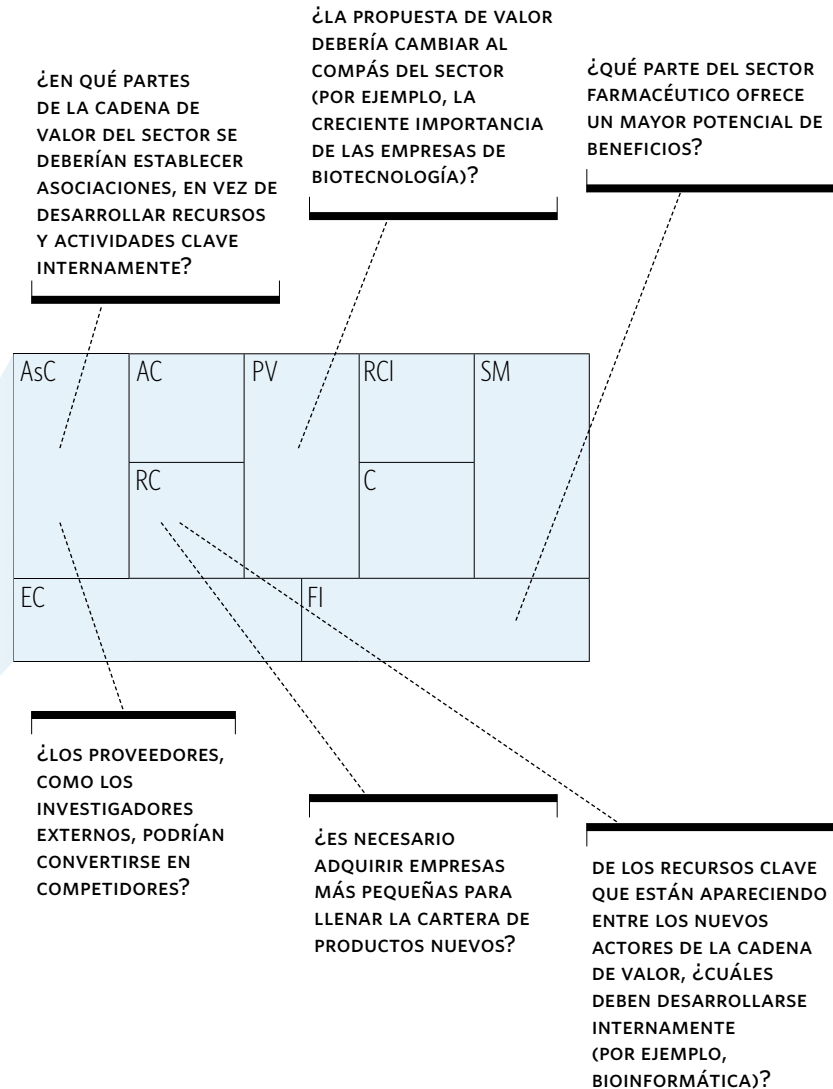 ¿EN QUÉ PARTES
DE LA CADENA DE
VALOR DEL SECTOR SE
DEBERÍAN ESTABLECER
ASOCIACIONES, EN VEZ DE
DESARROLLAR RECURSOS
Y ACTIVIDADES CLAVE
INTERNAMENTE?
¿LA PROPUESTA DE VALOR
DEBERÍA CAMBIAR AL
COMPÁS DEL SECTOR
(POR EJEMPLO, LA
CRECIENTE IMPORTANCIA
DE LAS EMPRESAS DE
BIOTECNOLOGÍA)?
¿QUÉ PARTE DEL SECTOR
FARMACÉUTICO OFRECE
UN MAYOR POTENCIAL DE
BENEFICIOS?
AsC
AC
PV
RCl
SM
RC
C
EC
FI
¿LOS PROVEEDORES,
COMO LOS
INVESTIGADORES
EXTERNOS, PODRÍAN
CONVERTIRSE EN
COMPETIDORES?
¿ES NECESARIO
ADQUIRIR EMPRESAS
MÁS PEQUEÑAS PARA
LLENAR LA CARTERA DE
PRODUCTOS NUEVOS?
DE LOS RECURSOS CLAVE
QUE ESTÁN APARECIENDO
ENTRE LOS NUEVOS
ACTORES DE LA CADENA
DE VALOR, ¿CUÁLES
DEBEN DESARROLLARSE
INTERNAMENTE
(POR EJEMPLO,
BIOINFORMÁTICA)?